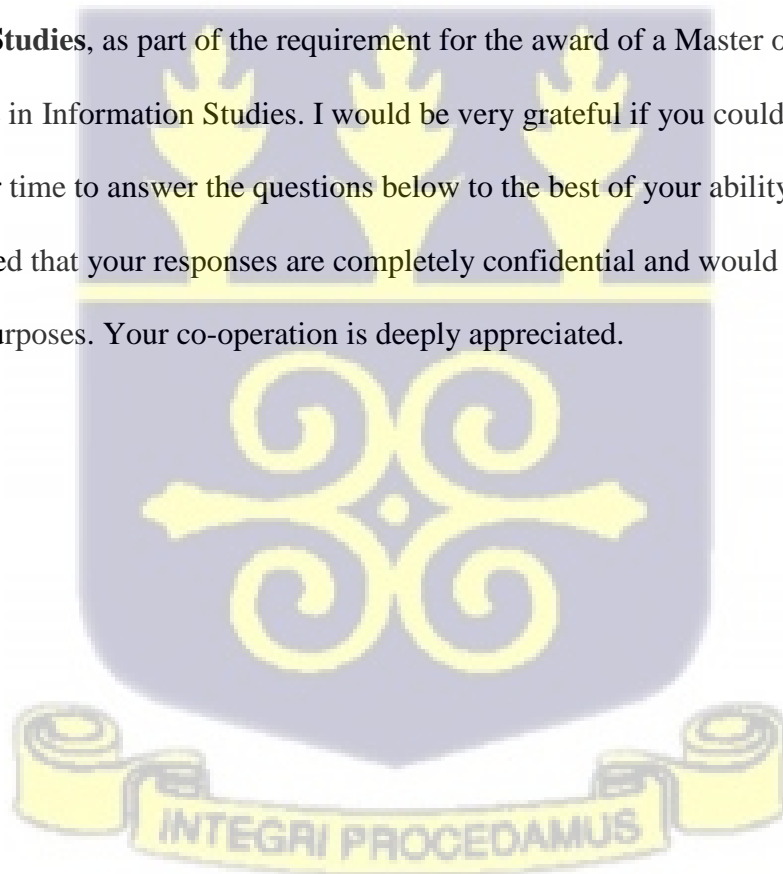 Studies, as part of the requirement for the award of a Master o
in Information Studies. I would be very grateful if you could
time to answer the questions below to the best of your ability
ed that your responses are completely confidential and would
urposes. Your co-operation is deeply appreciated.
INTEGRI PROCEDAMUS